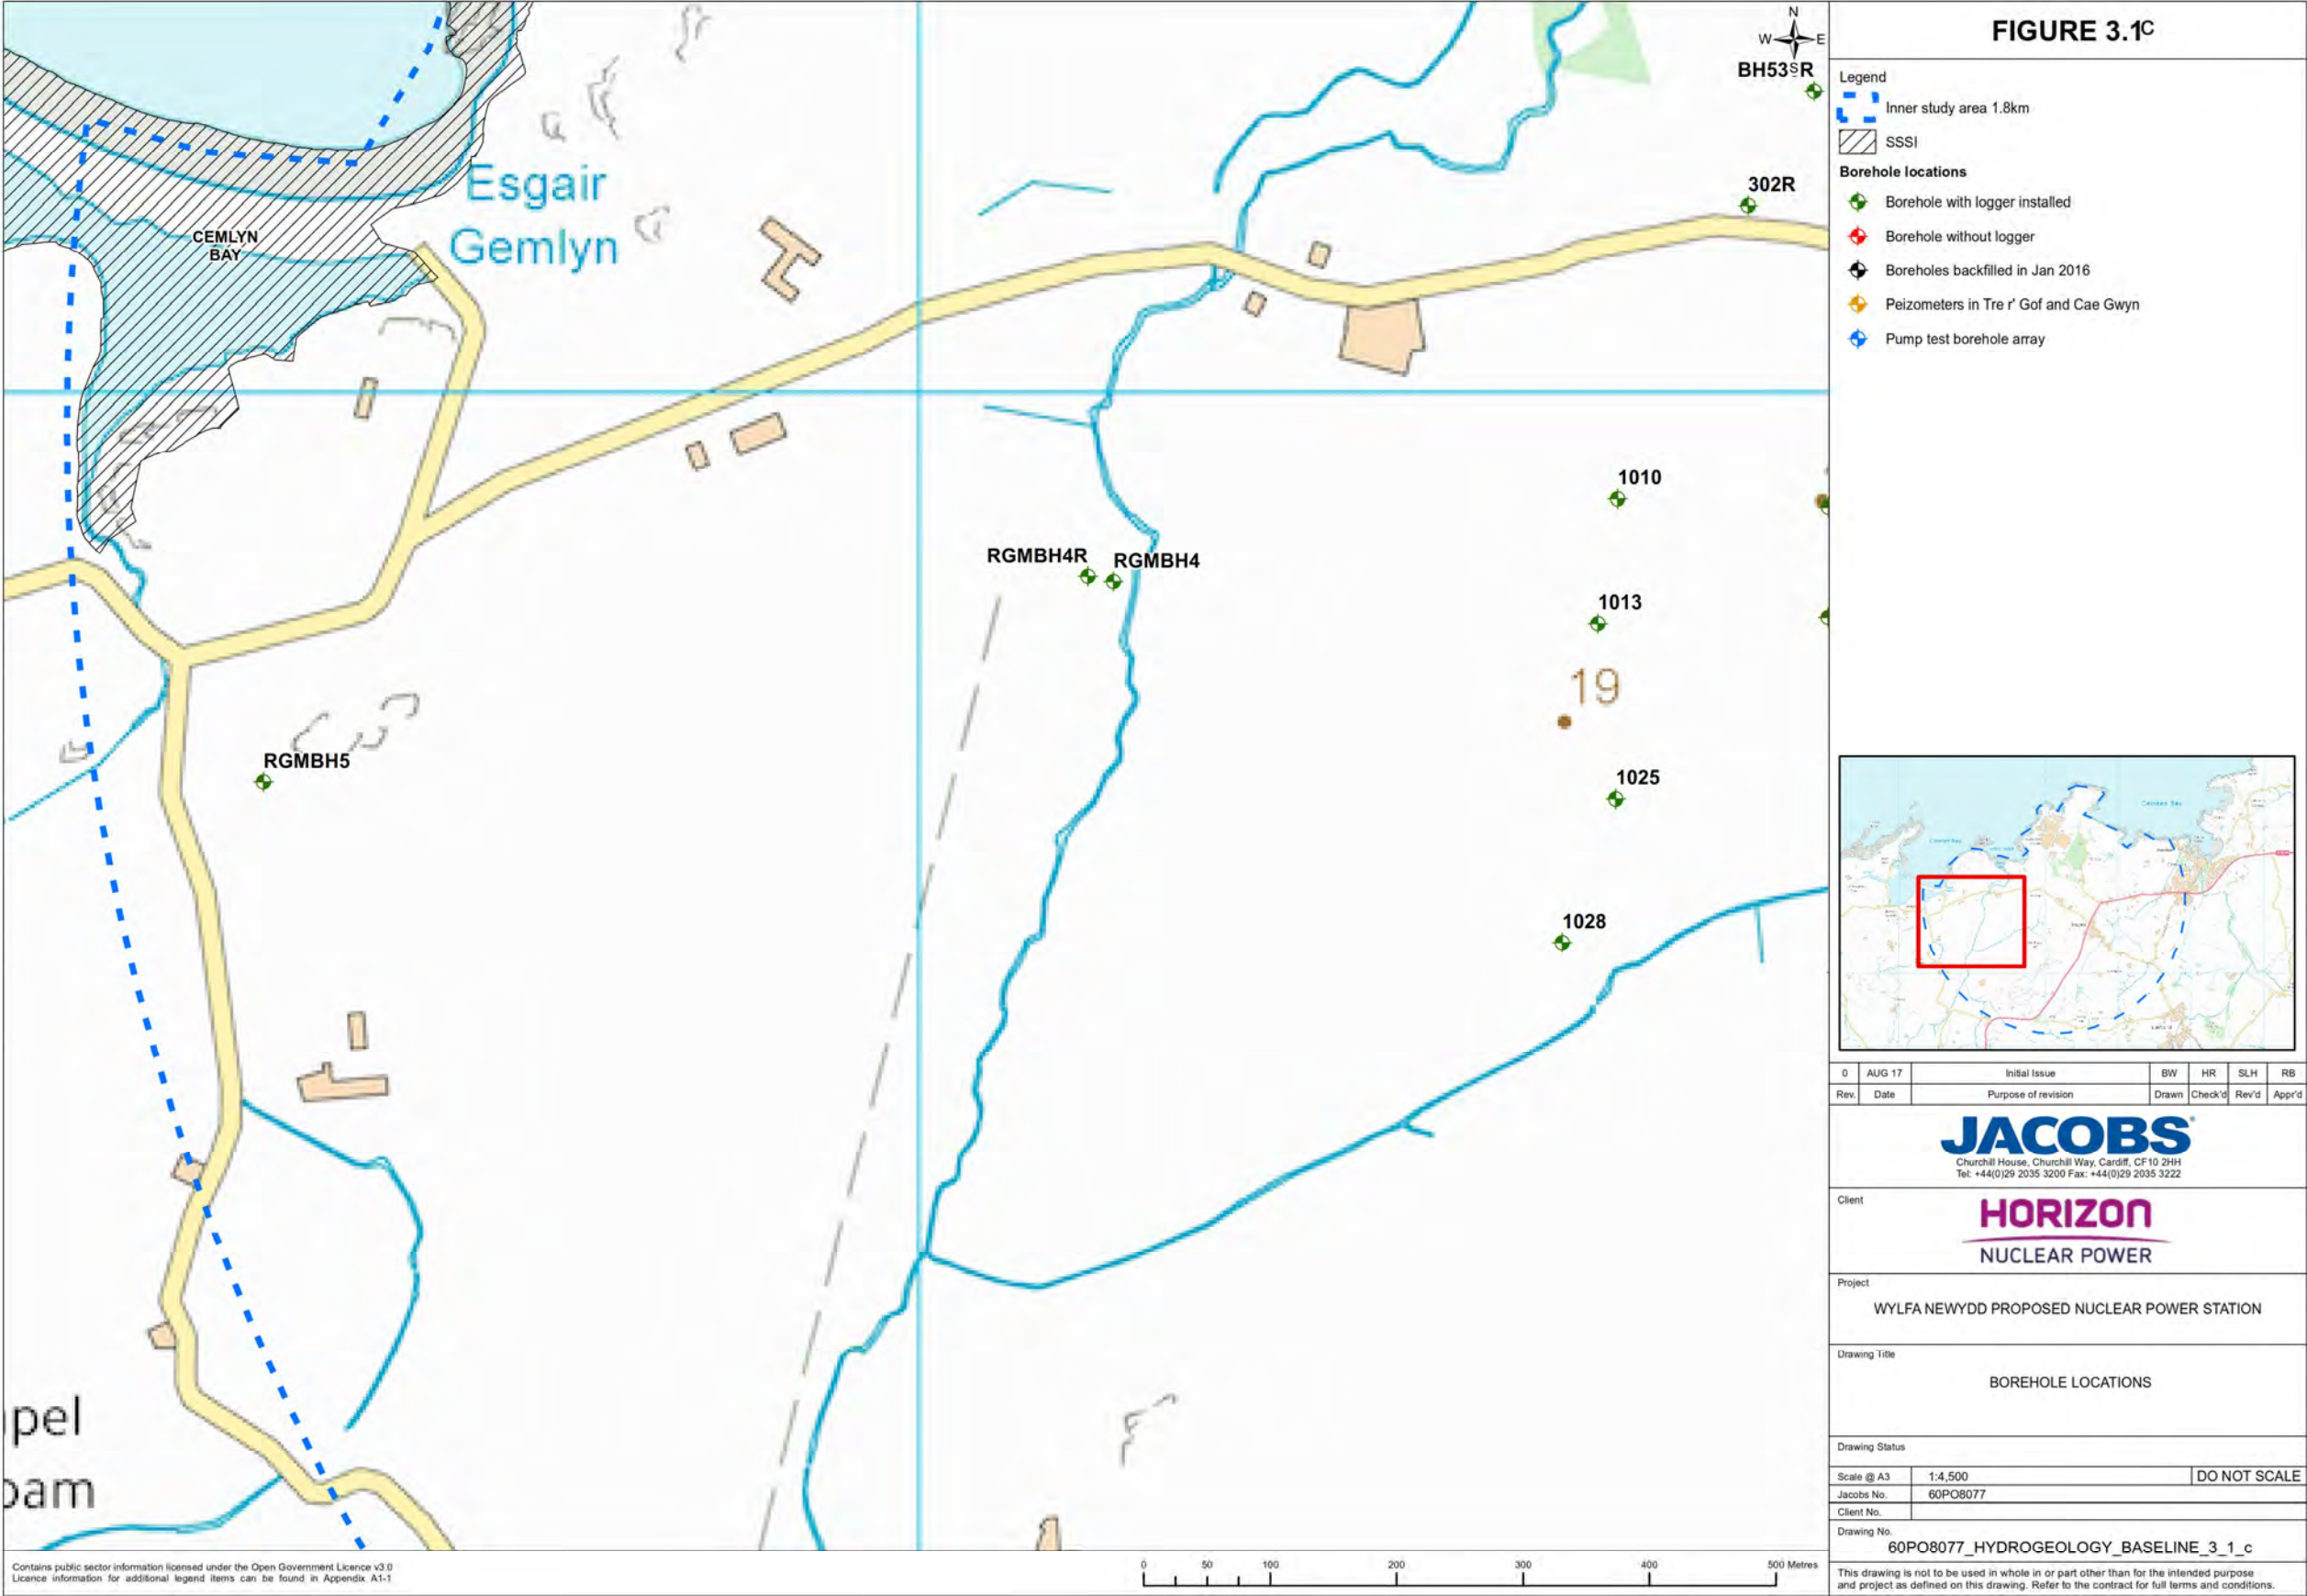 N
W E
BH53SR
302R
Esgair
Gemlyn
CEMLYN
BAY
1010
RGMBH4R RGMBH4
1013
19
RGMBH5
1025
1028
pel
oam
Contains public sector information licensed under the Open Government Licence v3.0
Licence information for additional legend items can be found in Appendix A1-1
0 50 100 200 300 400 500 Metres
FIGURE 3.1C
Legend
Inner study area 1.8km
SSSI
Borehole locations
Borehole with logger installed
Borehole without logger
Boreholes backfilled in Jan 2016
Peizometers in Tre r' Gof and Cae Gwyn
Pump test borehole array
0 AUG 17 Initial Issue BW HR SLH RB
Rev. Date Purpose of revision Drawn Check'd Rev'd Appr'd
JACOBS
Churchill House, Churchill Way, Cardiff, CF10 2HH
Tel: +44(0)29 2035 3200 Fax: +44(0)29 2035 3222
Client
HORIZON
NUCLEAR POWER
Project
WYLFA NEWYDD PROPOSED NUCLEAR POWER STATION
Drawing Title
BOREHOLE LOCATIONS
Drawing Status
Scale @ A3 1:4,500 DO NOT SCALE
Jacobs No. 60PO8077
Client No.
Drawing No.
60PO8077_HYDROGEOLOGY_BASELINE_3_1_c
This drawing is not to be used in whole in or part other than for the intended purpose
and project as defined on this drawing. Refer to the contract for full terms and conditions.